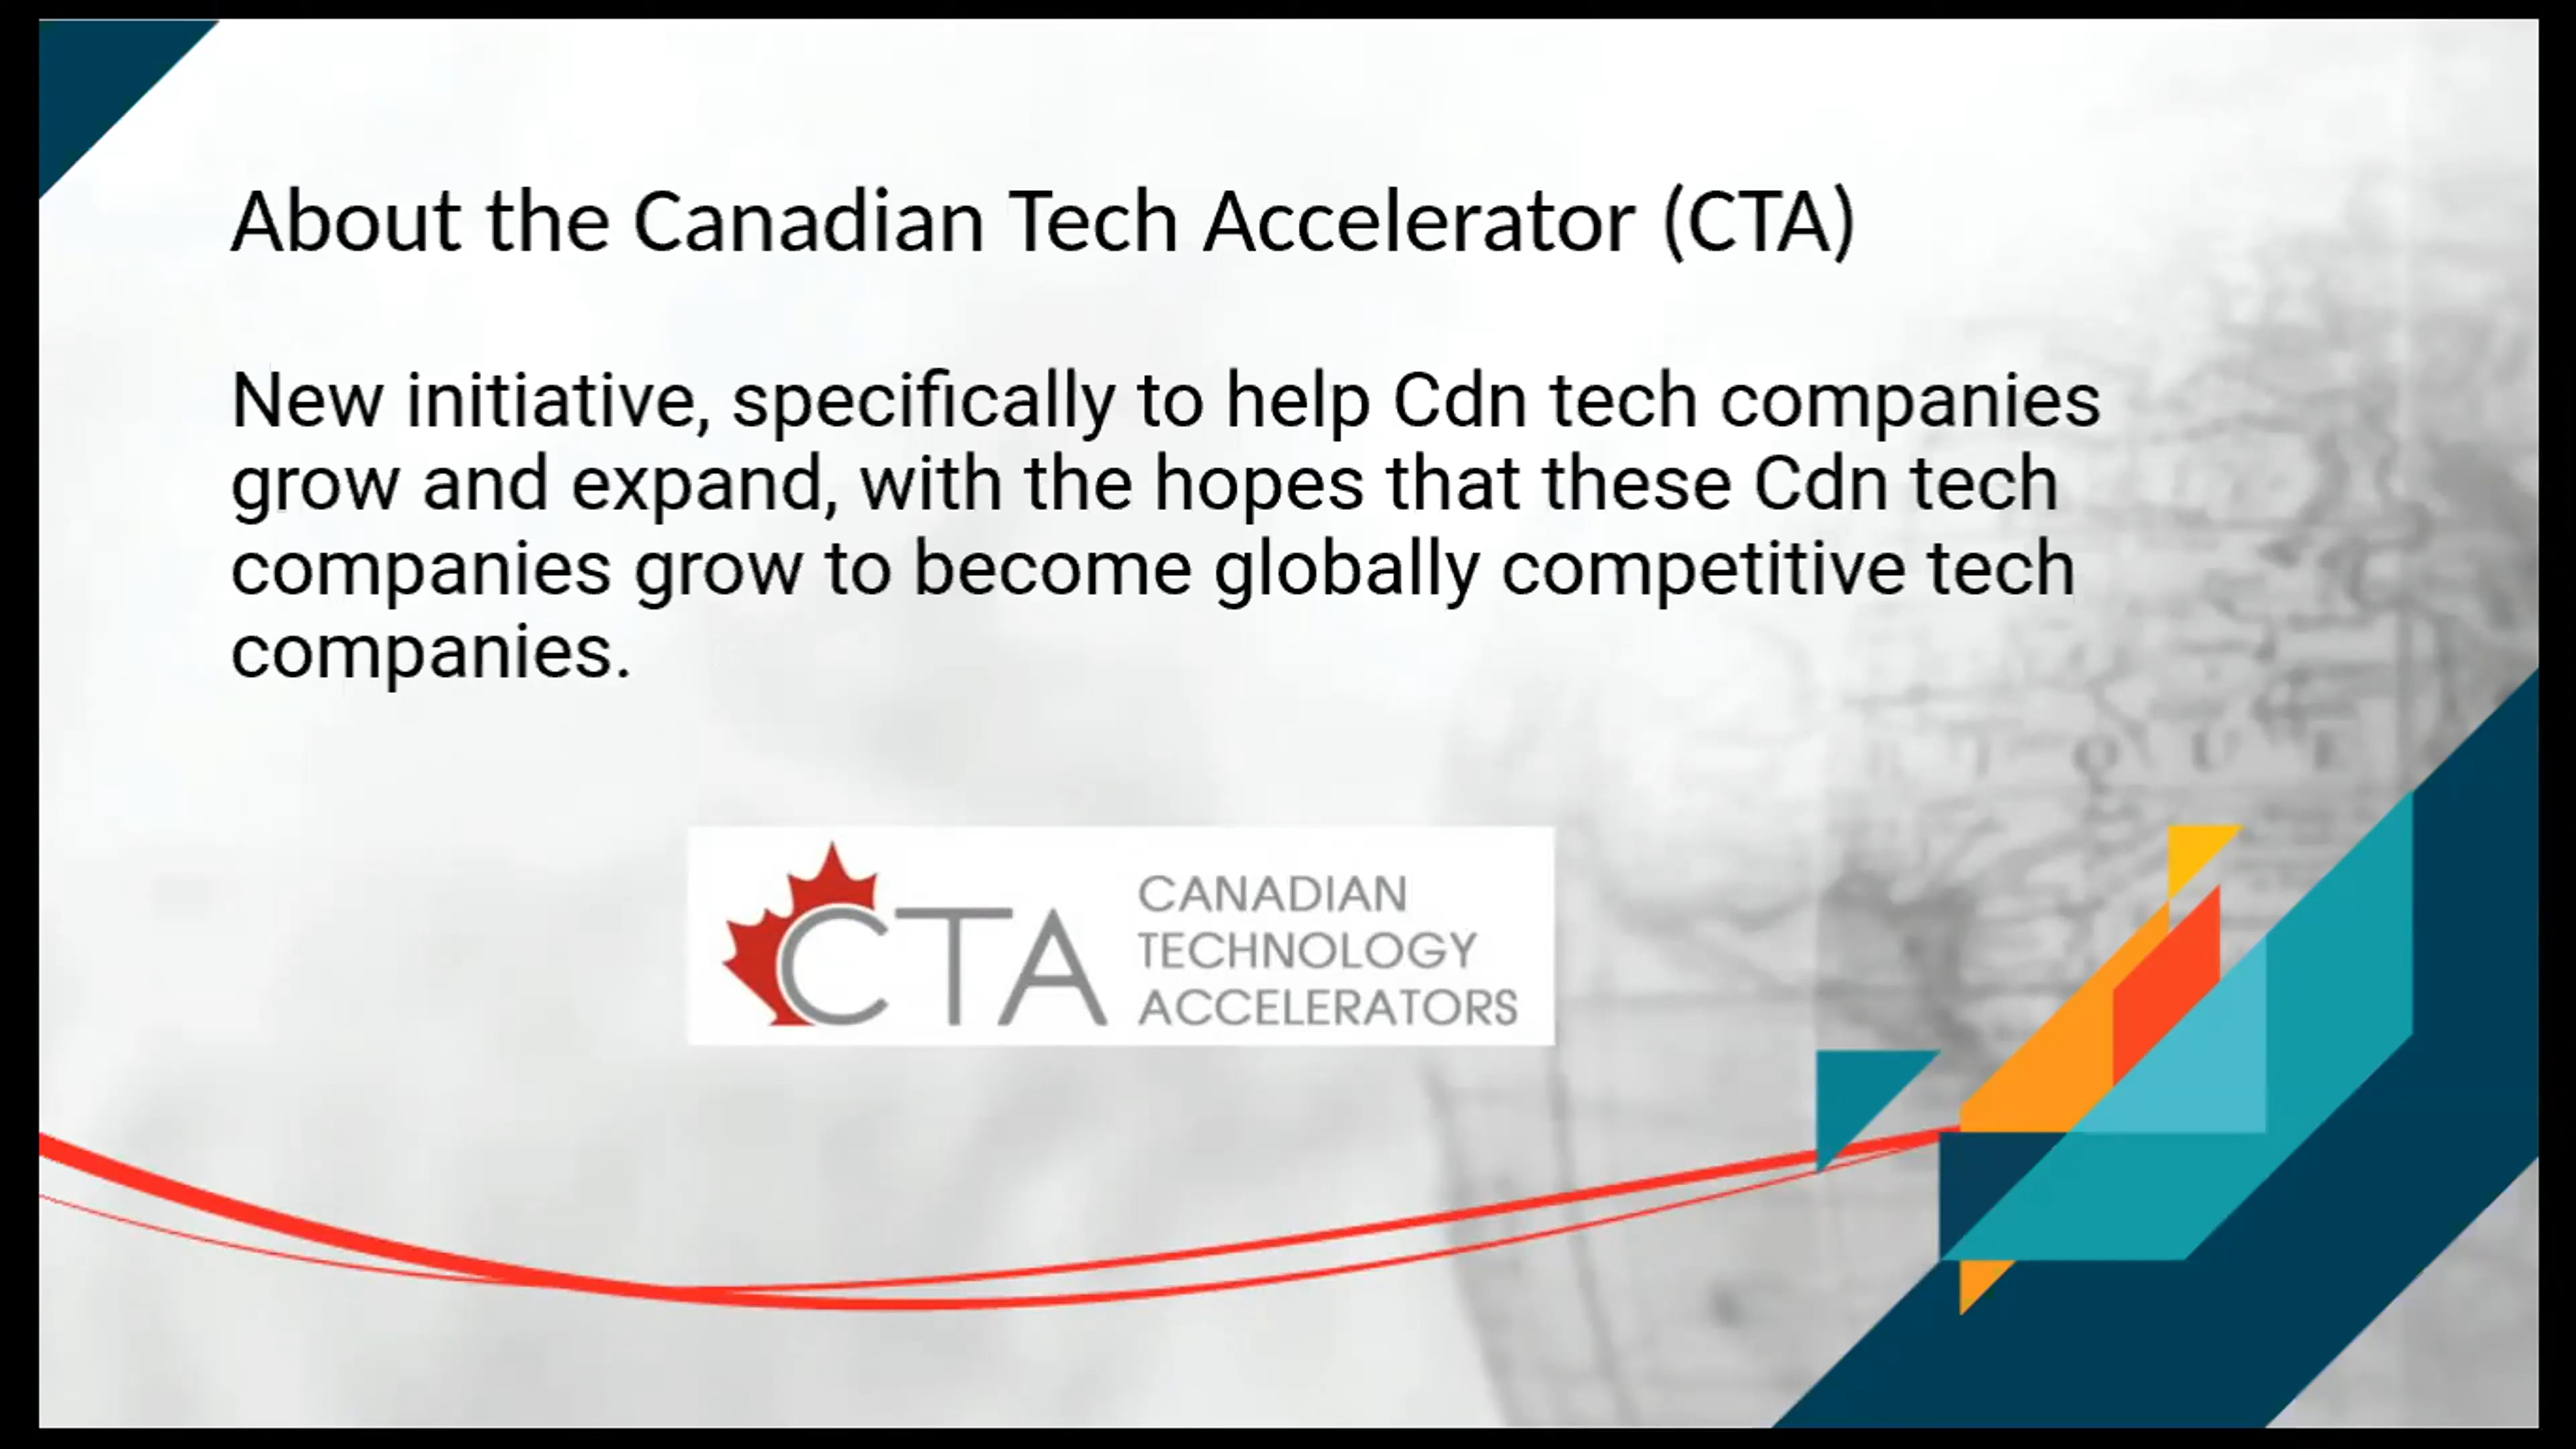 About the Canadian Tech Accelerator (CTA)
New initiative, specifically to help Cdn tech companies
grow and expand, with the hopes that these Cdn tech
companies grow to become globally competitive tech
companies.
CTA
CANADIAN
TECHNOLOGY
ACCELERATORS